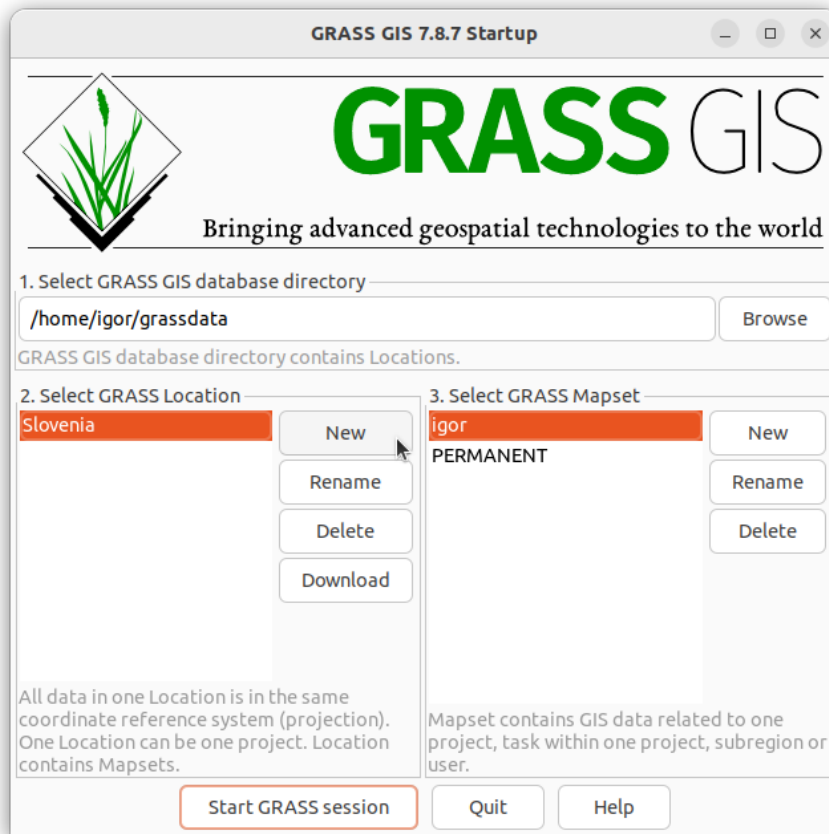 GRASS GIS 7.8.7 Startup
GRASS GIS
Bringing advanced geospatial technologies to the world
1. Select GRASS GIS database directory
/home/igor/grassdata
Browse
GRASS GIS database directory contains Locations.
2. Select GRASS Location
Slovenia
New
Rename
Delete
Download
All data in one Location is in the same
coordinate reference system (projection).
One Location can be one project. Location
contains Mapsets.
3. Select GRASS Mapset
igor
PERMANENT
New
Rename
Delete
Mapset contains GIS data related to one
project, task within one project, subregion or
user.
Start GRASS session
Quit
Help